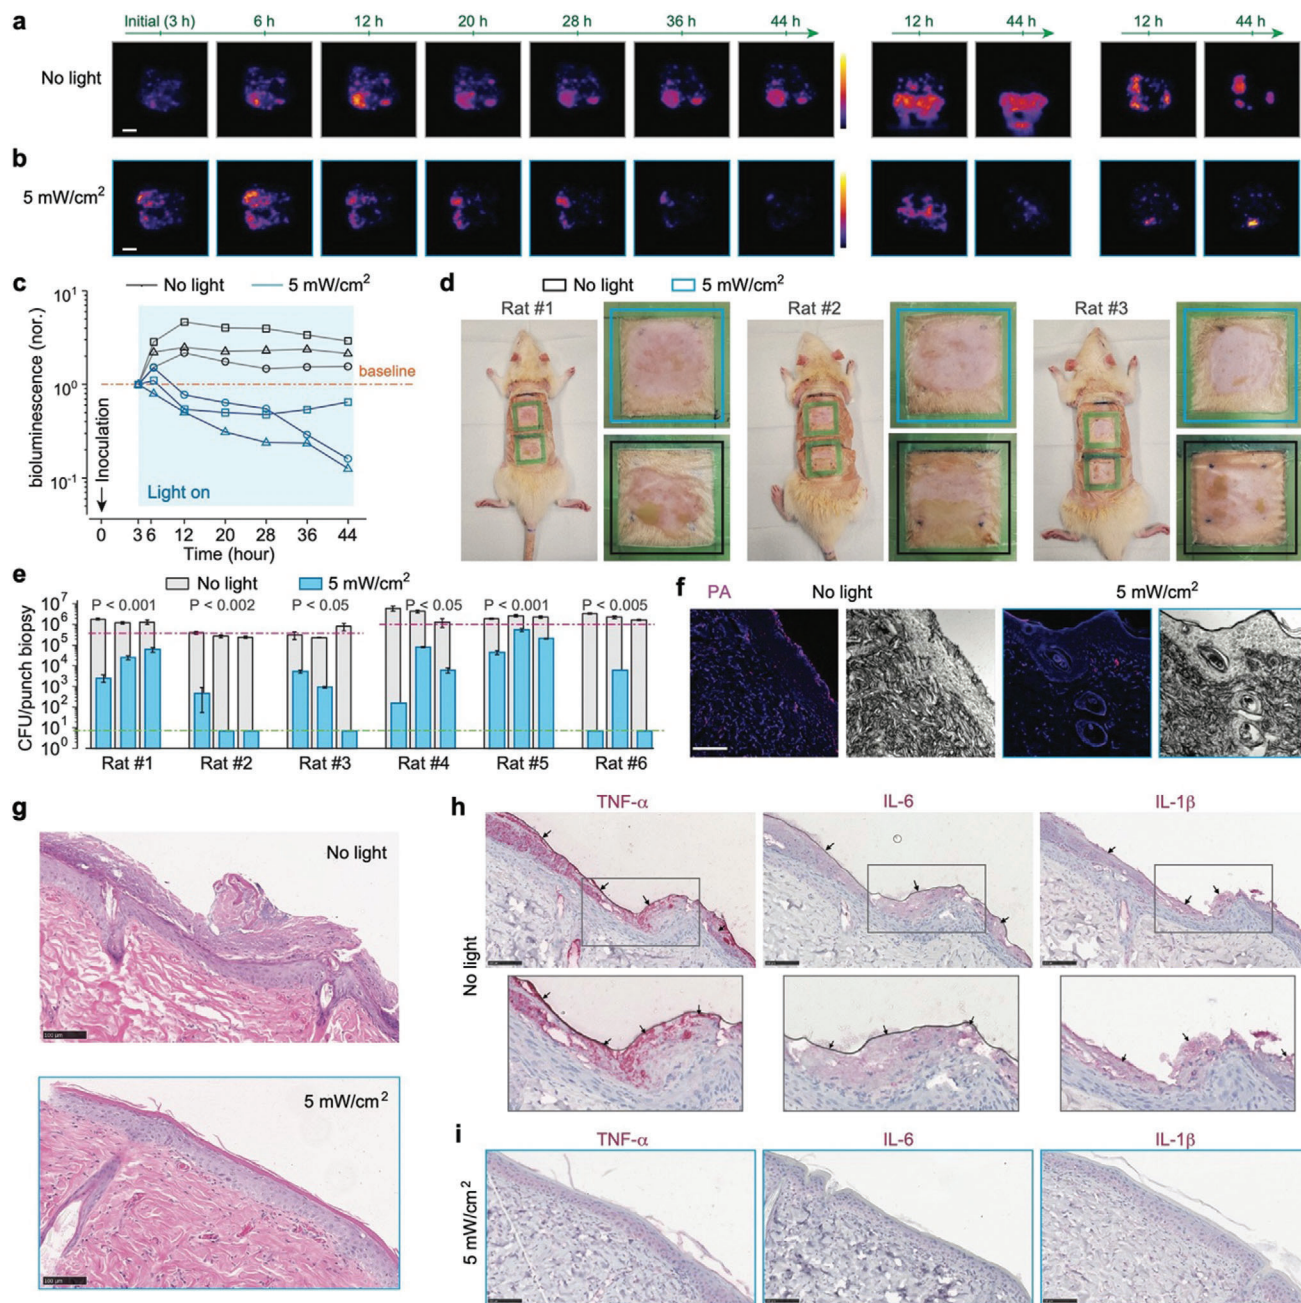 a
Initial (3 h) 6 h 12 h 20 h 28 h 36 h 44 h 12 h 44 h 12 h 44 h
No light
b
5 mW/cm²
c
No light 5 mW/cm²
bioluminescence (nor.)
10¹
10⁰
10⁻¹
baseline
Inoculation
Light on
0 3 6 12 20 28 36 44
Time (hour)
d
No light 5 mW/cm²
Rat #1 Rat #2 Rat #3
e
No light 5 mW/cm²
CFU/punch biopsy
10⁷
10⁶
10⁵
10⁴
10³
10²
10¹
10⁰
P < 0.001 P < 0.002 P < 0.05 P < 0.05 P < 0.001 P < 0.005
Rat #1 Rat #2 Rat #3 Rat #4 Rat #5 Rat #6
f
PA No light 5 mW/cm²
g
No light
100 µm
5 mW/cm²
100 µm
h
TNF-α IL-6 IL-1β
No light
i
TNF-α IL-6 IL-1β
5 mW/cm²